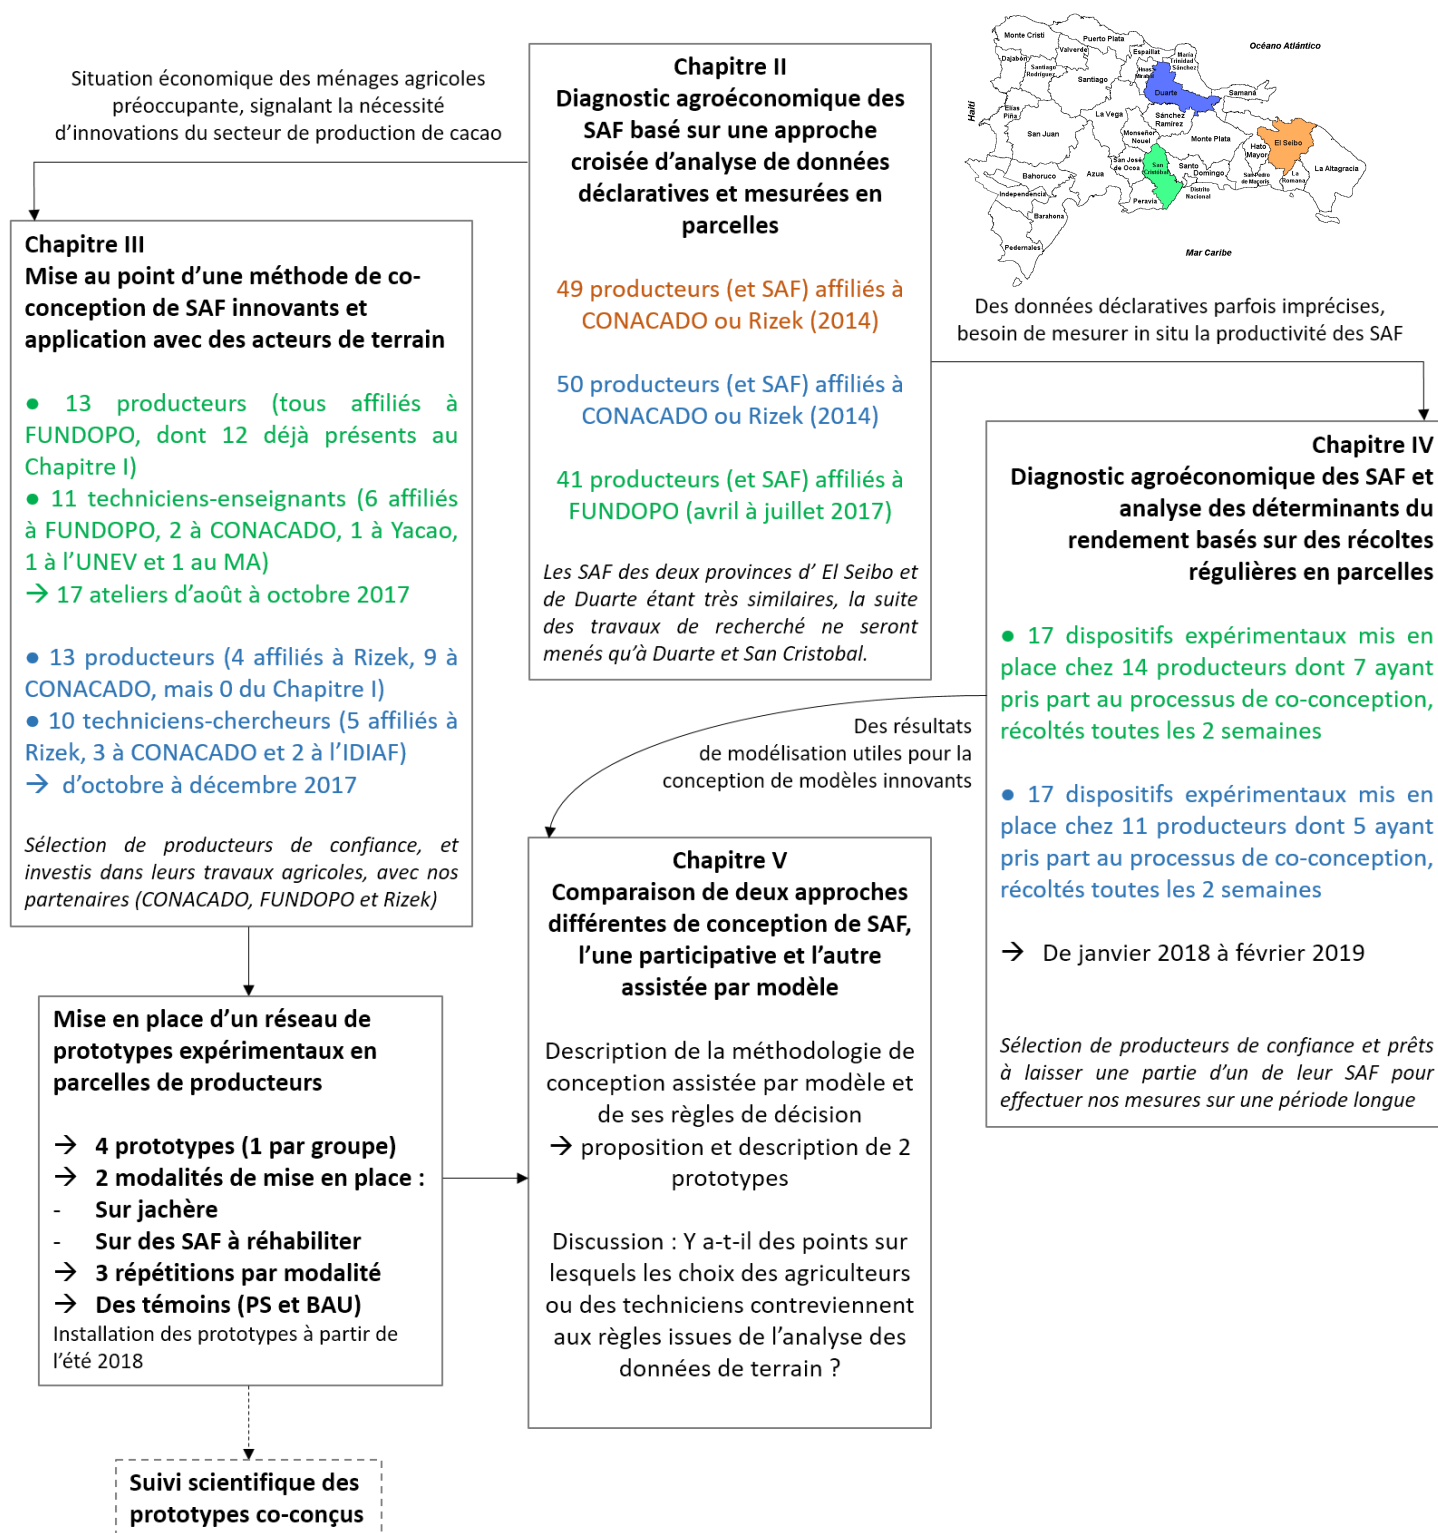 Situation économique des ménages agricoles
préoccupante, signalant la nécessité
d’innovations du secteur de production de cacao
Chapitre II
Diagnostic agroéconomique des
SAF basé sur une approche
croisée d’analyse de données
déclaratives et mesurées en
parcelles
49 producteurs (et SAF) affiliés à
CONACADO ou Rizek (2014)
50 producteurs (et SAF) affiliés à
CONACADO ou Rizek (2014)
41 producteurs (et SAF) affiliés à
FUNDOPO (avril à juillet 2017)
Les SAF des deux provinces d’ El Seibo et
de Duarte étant très similaires, la suite
des travaux de recherché ne seront
menés qu’à Duarte et San Cristobal.
Océano Atlántico
Monte Cristi
Puerto Plata
Valverde
Espaillat
María
Trinidad
Sánchez
Dajabón
Santiago
Rodríguez
Santiago
Hnas
Mirabal
Duarte
Samaná
Haití
Elías
Piña
La Vega
Sánchez
Ramírez
San Juan
Monseñor
Nouel
Monte Plata
El Seibo
Hato
Mayor
La Altagracia
San José
de Ocoa
San
Cristóbal
Santo
Domingo
San Pedro
de Macorís
La
Romana
Azua
Bahoruco
Independencia
Peravia
Distrito
Nacional
Barahona
Pedernales
Mar Caribe
Des données déclaratives parfois imprécises,
besoin de mesurer in situ la productivité des SAF
Chapitre III
Mise au point d’une méthode de co-
conception de SAF innovants et
application avec des acteurs de terrain
● 13 producteurs (tous affiliés à
FUNDOPO, dont 12 déjà présents au
Chapitre I)
● 11 techniciens-enseignants (6 affiliés
à FUNDOPO, 2 à CONACADO, 1 à Yacao,
1 à l’UNEV et 1 au MA)
→ 17 ateliers d’août à octobre 2017
● 13 producteurs (4 affiliés à Rizek, 9 à
CONACADO, mais 0 du Chapitre I)
● 10 techniciens-chercheurs (5 affiliés à
Rizek, 3 à CONACADO et 2 à l’IDIAF)
→ d’octobre à décembre 2017
Sélection de producteurs de confiance, et
investis dans leurs travaux agricoles, avec nos
partenaires (CONACADO, FUNDOPO et Rizek)
Chapitre IV
Diagnostic agroéconomique des SAF et
analyse des déterminants du
rendement basés sur des récoltes
régulières en parcelles
● 17 dispositifs expérimentaux mis en
place chez 14 producteurs dont 7 ayant
pris part au processus de co-conception,
récoltés toutes les 2 semaines
● 17 dispositifs expérimentaux mis en
place chez 11 producteurs dont 5 ayant
pris part au processus de co-conception,
récoltés toutes les 2 semaines
→ De janvier 2018 à février 2019
Sélection de producteurs de confiance et prêts
à laisser une partie d’un de leur SAF pour
effectuer nos mesures sur une période longue
Des résultats
de modélisation utiles pour la
conception de modèles innovants
Mise en place d’un réseau de
prototypes expérimentaux en
parcelles de producteurs
→ 4 prototypes (1 par groupe)
→ 2 modalités de mise en place :
- Sur jachère
- Sur des SAF à réhabiliter
→ 3 répétitions par modalité
→ Des témoins (PS et BAU)
Installation des prototypes à partir de
l’été 2018
Chapitre V
Comparaison de deux approches
différentes de conception de SAF,
l’une participative et l’autre
assistée par modèle
Description de la méthodologie de
conception assistée par modèle et
de ses règles de décision
→ proposition et description de 2
prototypes
Discussion : Y a-t-il des points sur
lesquels les choix des agriculteurs
ou des techniciens contreviennent
aux règles issues de l’analyse des
données de terrain ?
Suivi scientifique des
prototypes co-conçus